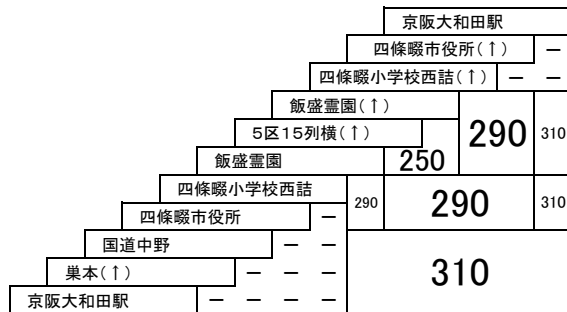 京阪大和田駅
四條畷市役所(↑) －
四條畷小学校西詰(↑) － －
飯盛霊園(↑)
5区15列横(↑) 290 310
飯盛霊園 250
四條畷小学校西詰 290 290 310
四條畷市役所 －
国道中野 － －
巣本(↑) － － － 310
京阪大和田駅 － － － －